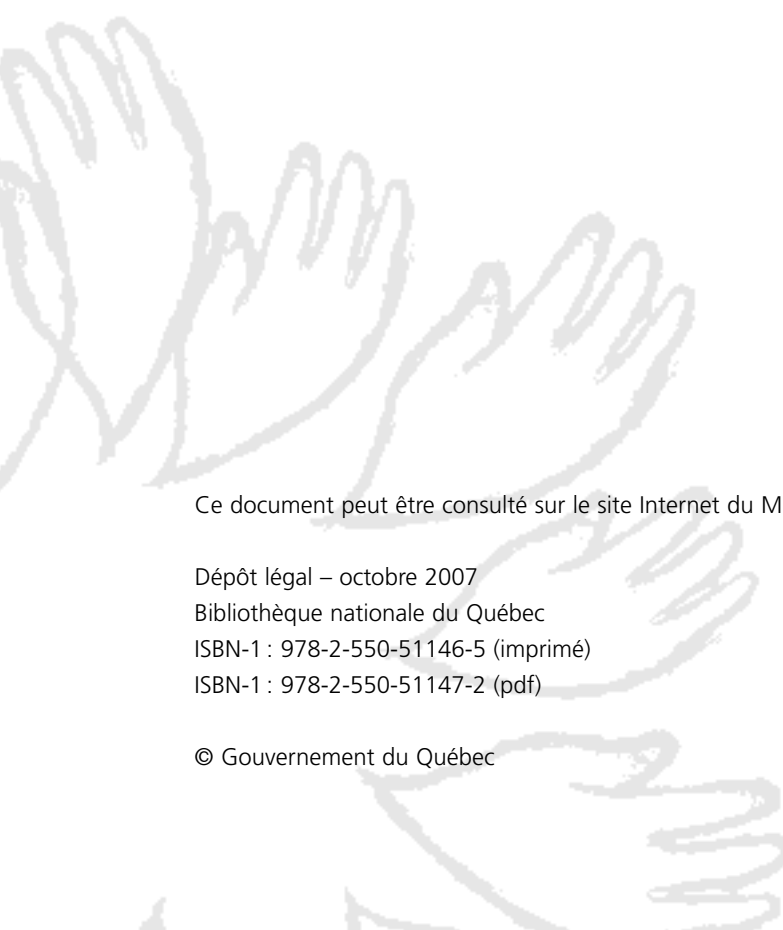 Ce document peut être consulté sur le site Internet du M
Dépôt légal – octobre 2007
Bibliothèque nationale du Québec
ISBN-1 : 978-2-550-51146-5 (imprimé)
ISBN-1 : 978-2-550-51147-2 (pdf)
© Gouvernement du Québec